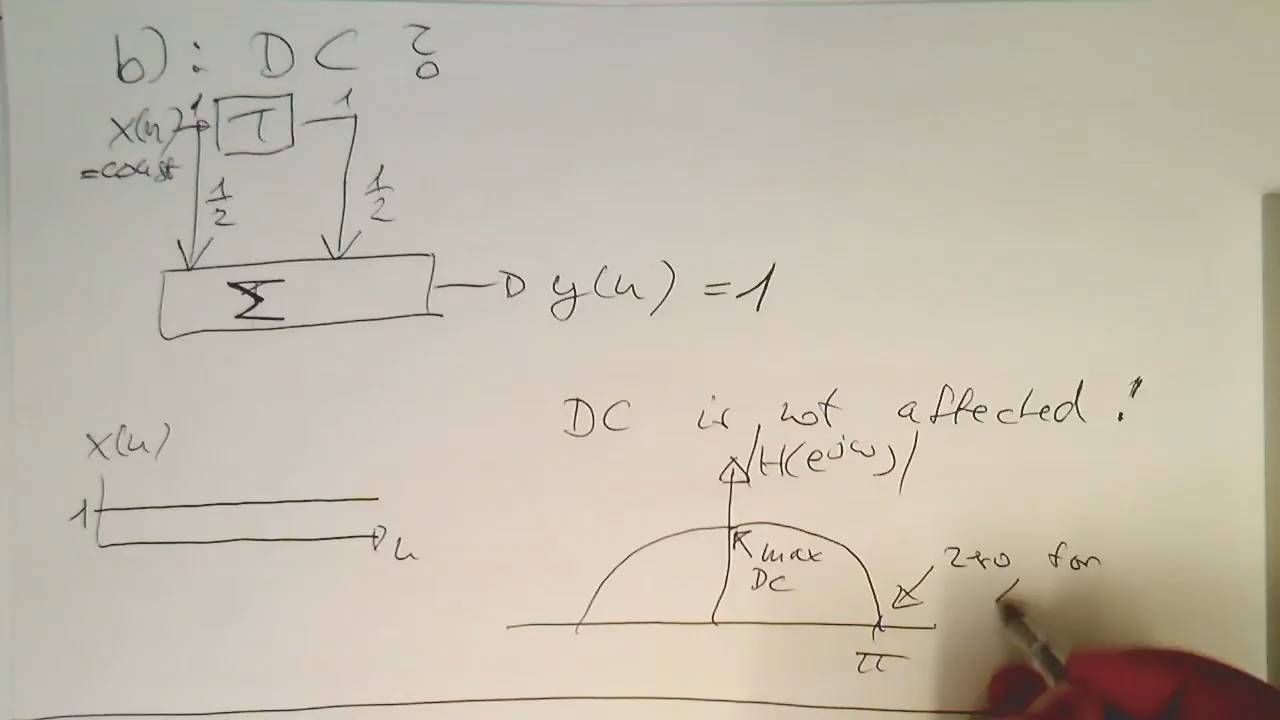 b): DC ?
1 T 1
x(n)
=const
1/2 1/2
Σ y(n) = 1
DC is not affected!
|H(e^jω)|
x(n)
1
n
max
DC
zero for
π